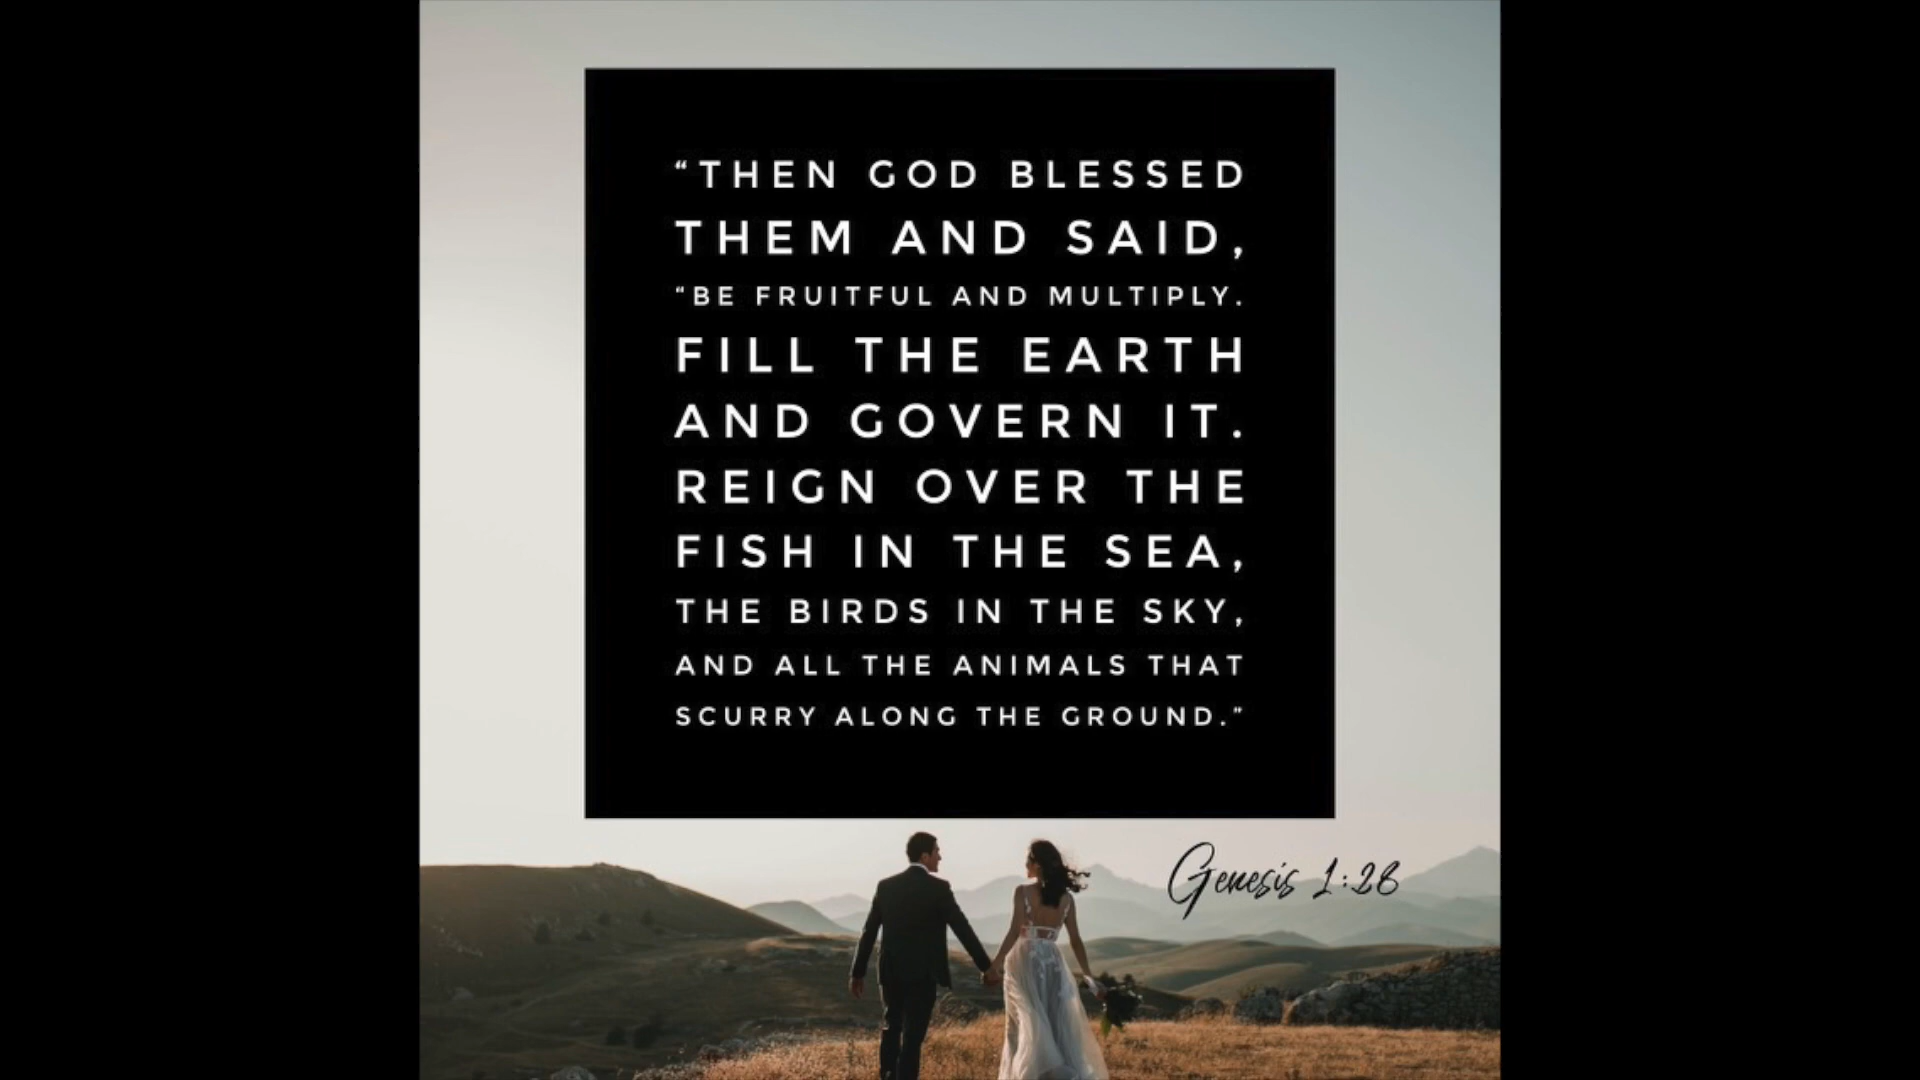 “THEN GOD BLESSED
THEM AND SAID,
“BE FRUITFUL AND MULTIPLY.
FILL THE EARTH
AND GOVERN IT.
REIGN OVER THE
FISH IN THE SEA,
THE BIRDS IN THE SKY,
AND ALL THE ANIMALS THAT
SCURRY ALONG THE GROUND.”
Genesis 1:28